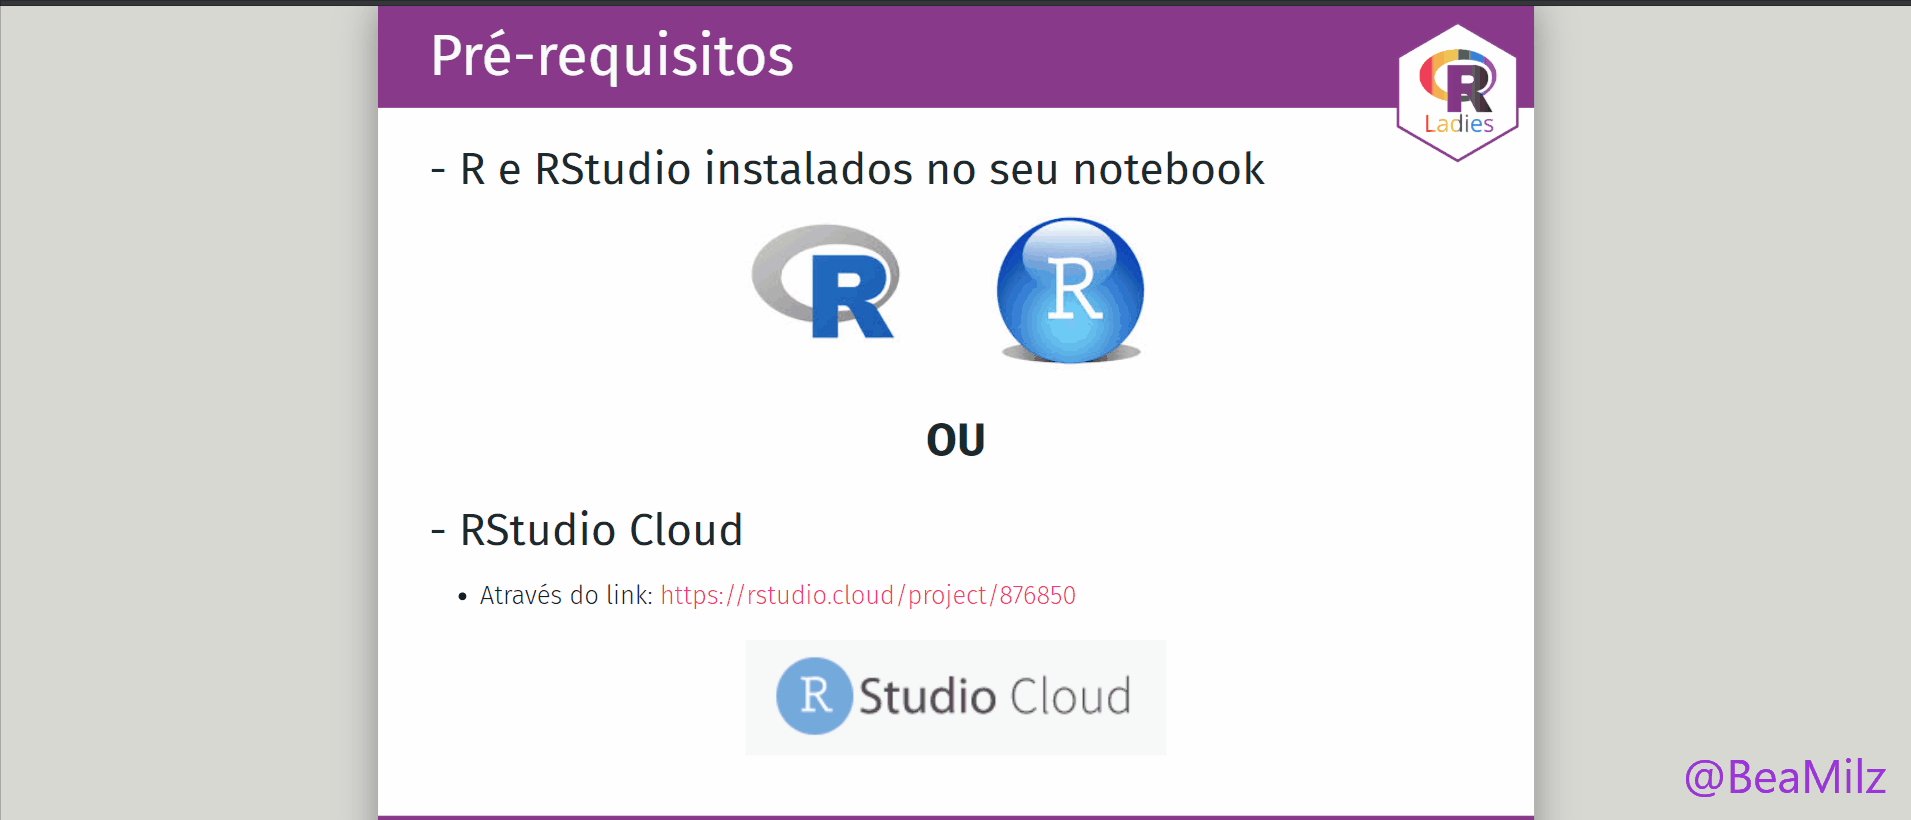 Pré-requisitos
R
Ladies
- R e RStudio instalados no seu notebook
R
R
OU
- RStudio Cloud
• Através do link: https://rstudio.cloud/project/876850
R Studio Cloud
@BeaMilz